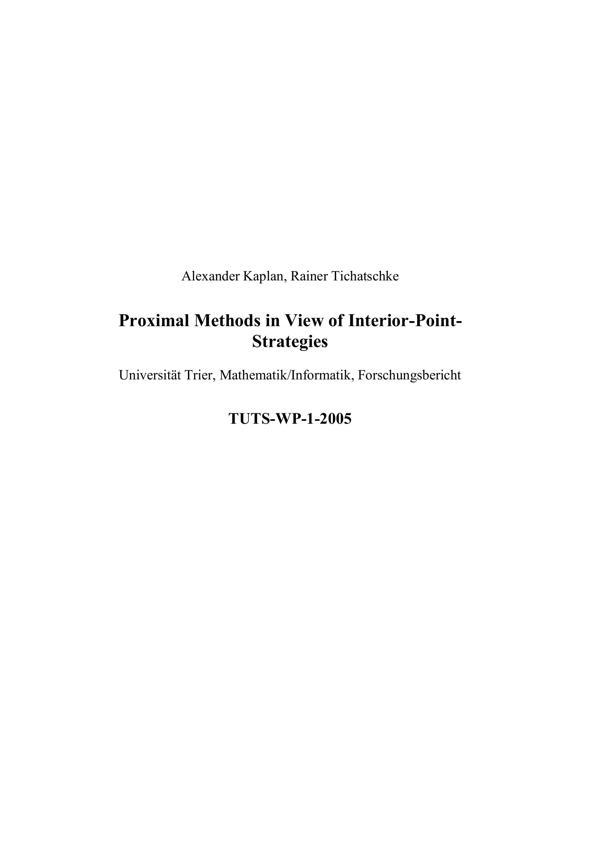 Alexander Kaplan, Rainer Tichatschke
Proximal Methods in View of Interior-Point-
Strategies
Universität Trier, Mathematik/Informatik, Forschungsbericht
TUTS-WP-1-2005